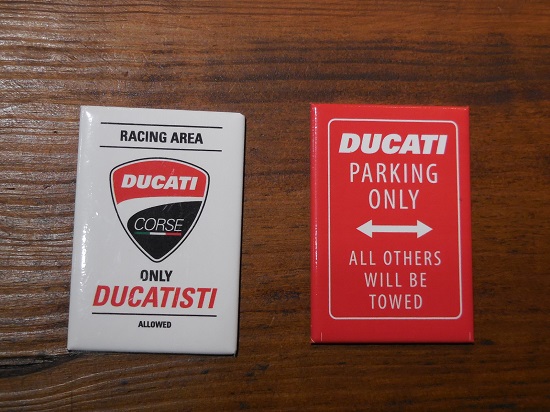 RACING AREA
DUCATI
CORSE
ONLY
DUCATISTI
ALLOWED
DUCATI
PARKING
ONLY
ALL OTHERS
WILL BE
TOWED